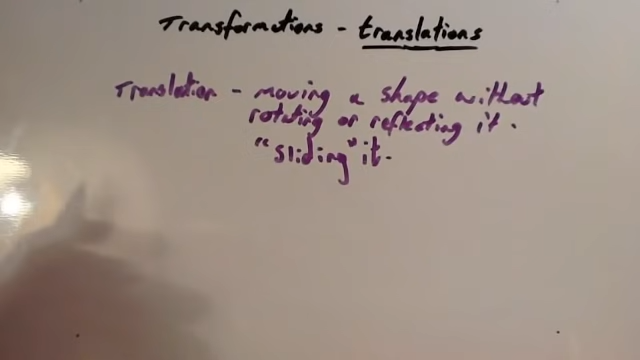 Transformations - translations
Translation - moving a shape without
rotating or reflecting it.
"sliding" it.